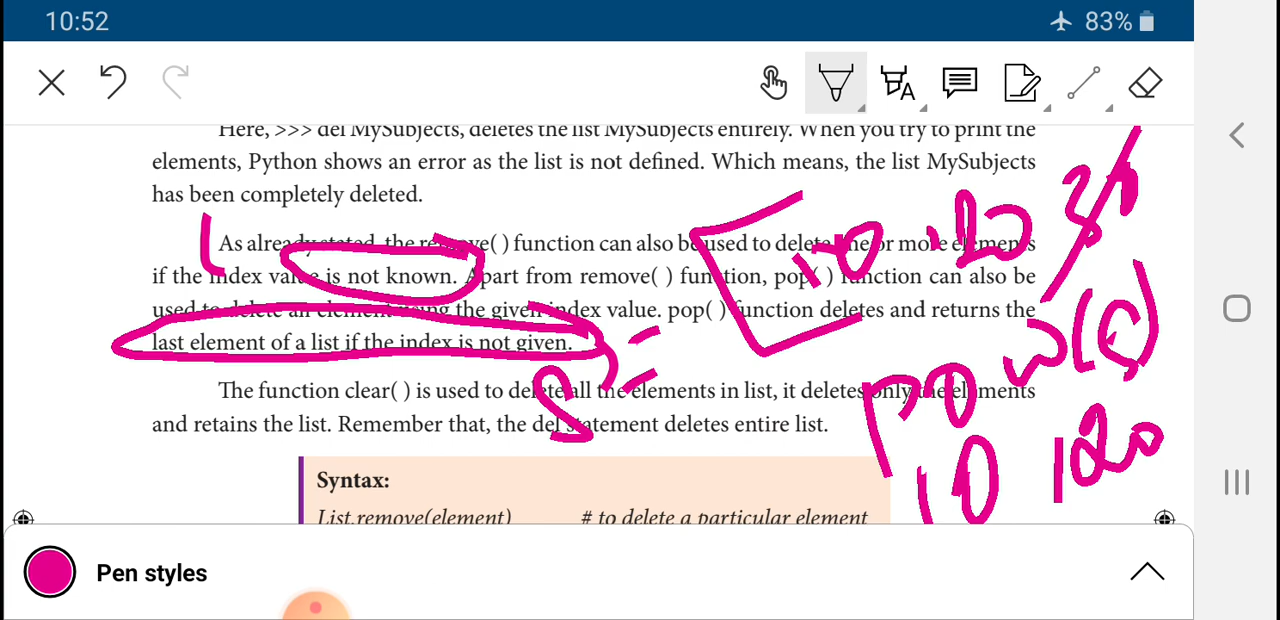 10:52
83%
Here, >>> del MySubjects, deletes the list MySubjects entirely. When you try to print the
elements, Python shows an error as the list is not defined. Which means, the list MySubjects
has been completely deleted.
As already stated, the remove( ) function can also be used to delete one or more elements
if the index value is not known. Apart from remove( ) function, pop( ) function can also be
used to delete an element using the given index value. pop( ) function deletes and returns the
last element of a list if the index is not given.
The function clear( ) is used to delete all the elements in list, it deletes only the elements
and retains the list. Remember that, the del statement deletes entire list.
Syntax:
List.remove(element) # to delete a particular element
10, 20
10 120
Pen styles